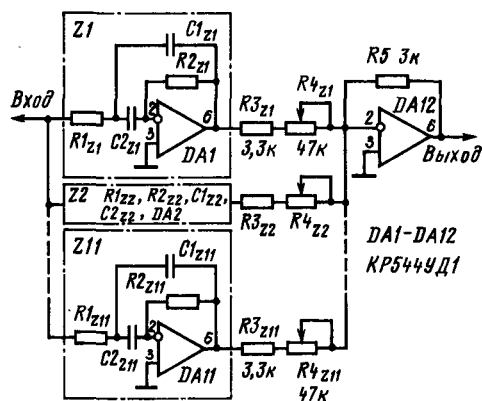 Z1
C1Z1
R2Z1
Вход
R1Z1
C2Z1
2
3
6
DA1
R3Z1
3,3к
R4Z1
47к
R5 3к
DA12
2
3
6
Выход
Z2
R1Z2, R2Z2, C1Z2,
C2Z2, DA2
R3Z2
R4Z2
Z11
C1Z11
R2Z11
R1Z11
C2Z11
2
3
6
DA11
R3Z11
3,3к
R4Z11
47к
DA1-DA12
КР544УД1